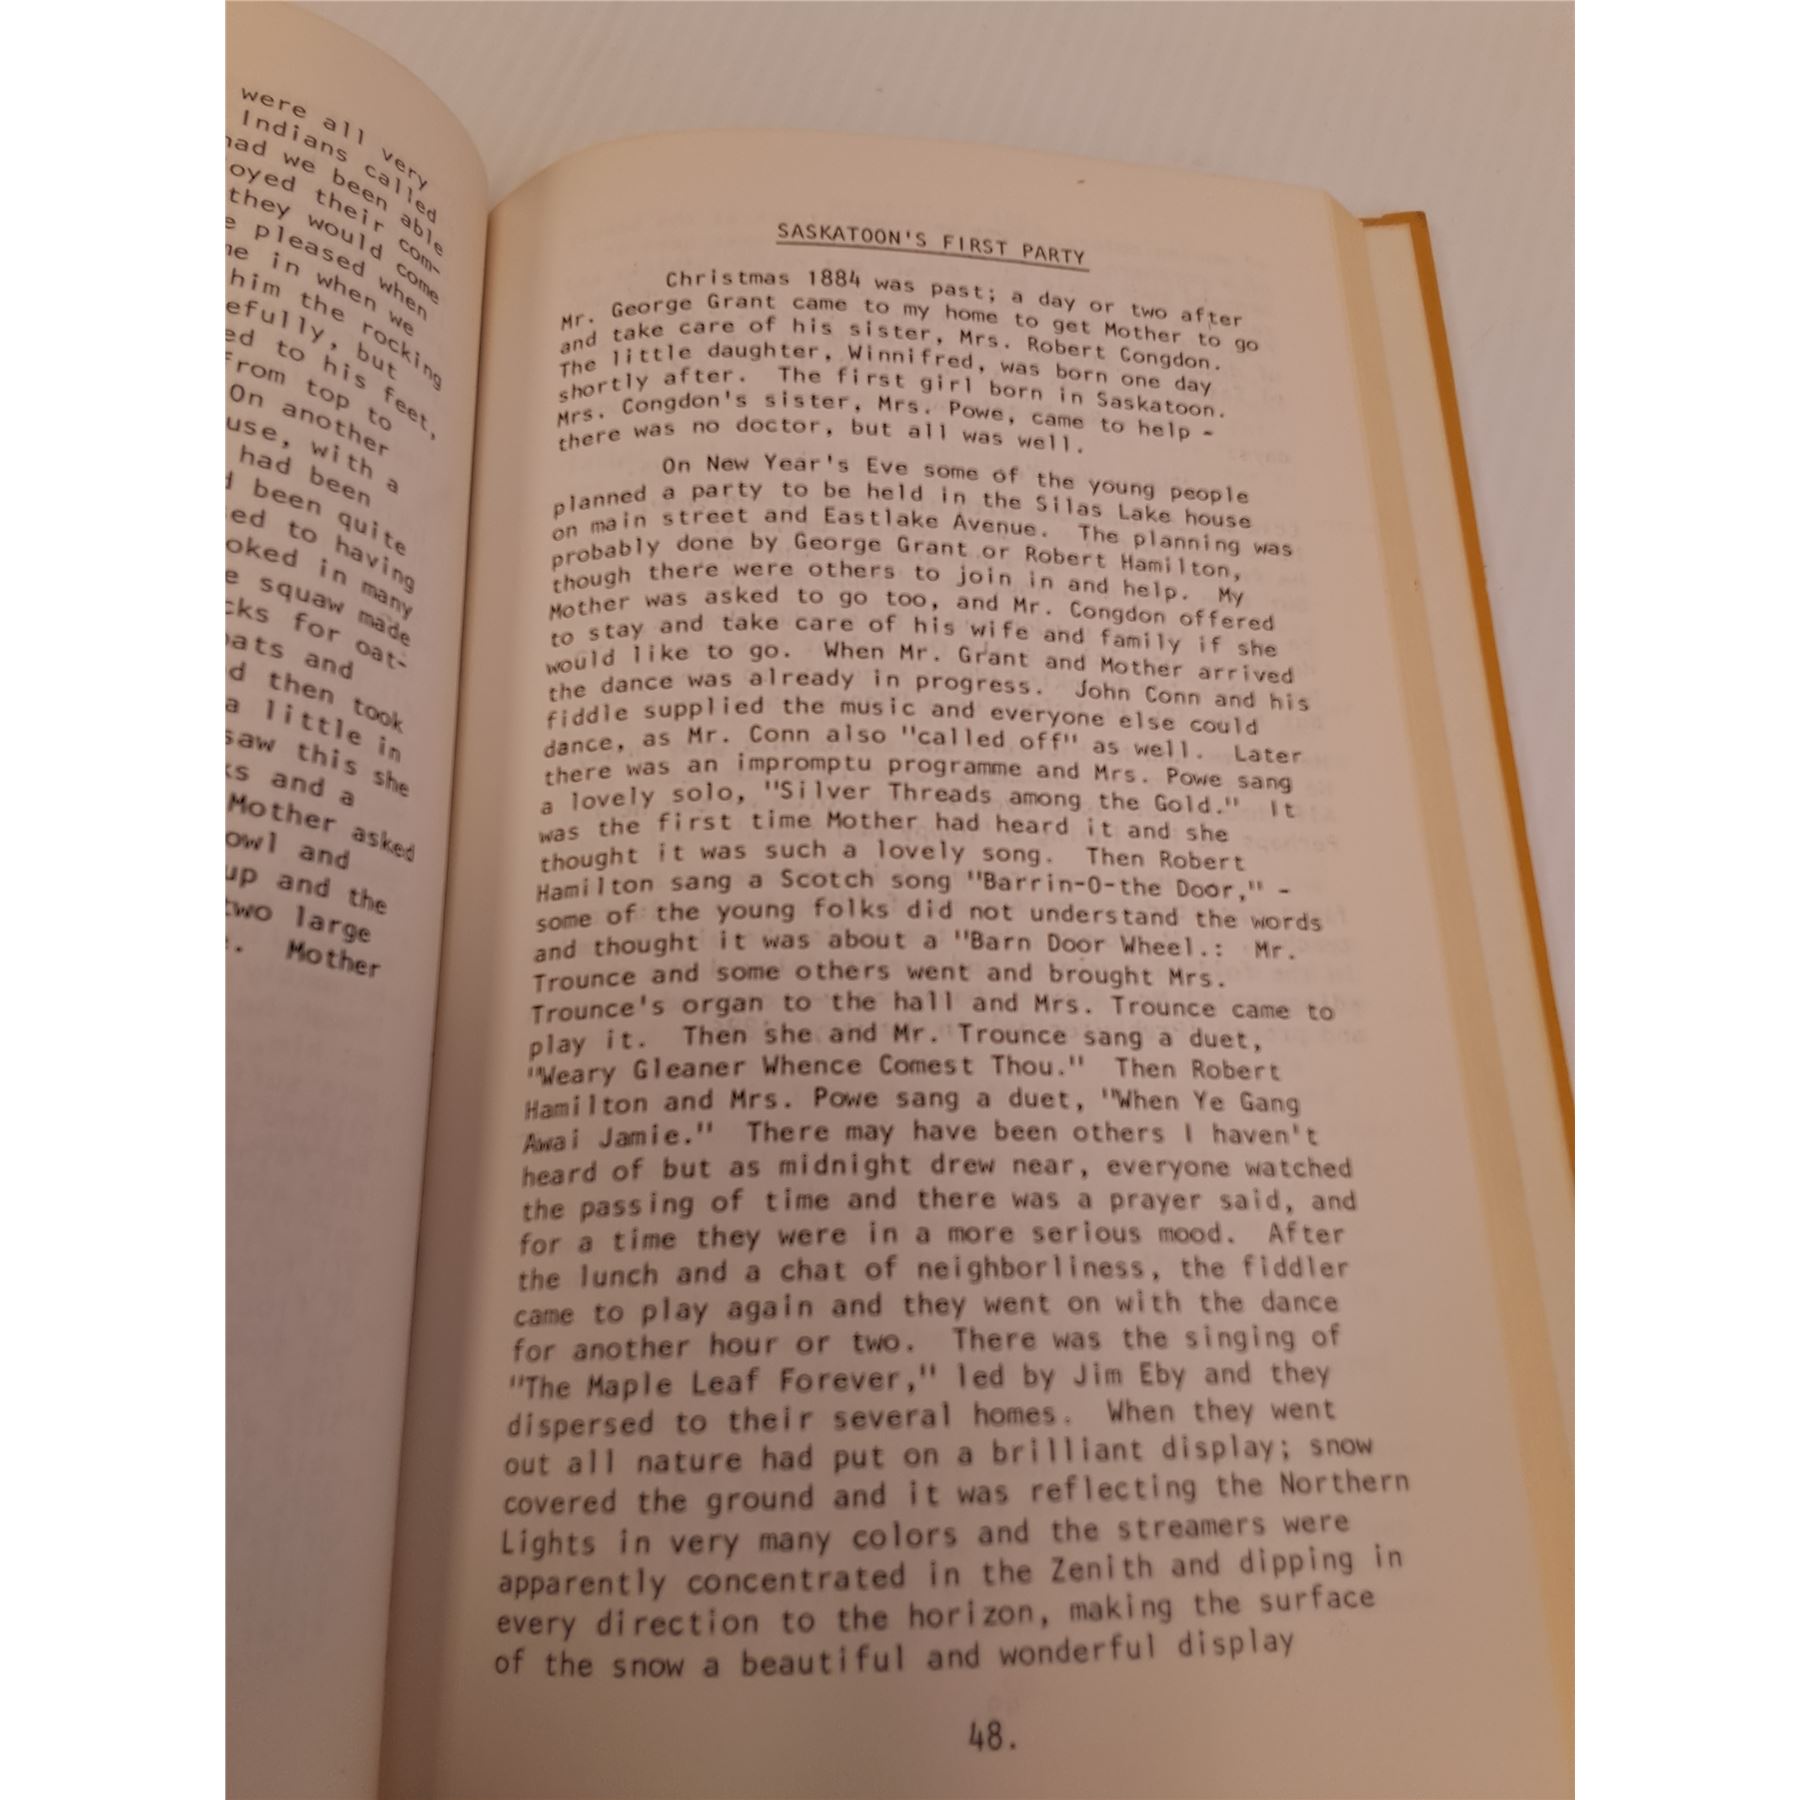 were all very
Indians called
had we been able
oyed their com-
they would come
e pleased when
me in when we
him the rocking
efully, but
ed to his feet,
from top to
On another
use, with a
had been
d been quite
sed to having
oked in many
e squaw made
cks for oat-
oats and
d then took
a little in
saw this she
ks and a
Mother asked
owl and
up and the
two large
. Mother
SASKATOON'S FIRST PARTY
Christmas 1884 was past; a day or two after
Mr. George Grant came to my home to get Mother to go
and take care of his sister, Mrs. Robert Congdon.
The little daughter, Winnifred, was born one day
shortly after. The first girl born in Saskatoon.
Mrs. Congdon's sister, Mrs. Powe, came to help -
there was no doctor, but all was well.
On New Year's Eve some of the young people
planned a party to be held in the Silas Lake house
on main street and Eastlake Avenue. The planning was
probably done by George Grant or Robert Hamilton,
though there were others to join in and help. My
Mother was asked to go too, and Mr. Congdon offered
to stay and take care of his wife and family if she
would like to go. When Mr. Grant and Mother arrived
the dance was already in progress. John Conn and his
fiddle supplied the music and everyone else could
dance, as Mr. Conn also "called off" as well. Later
there was an impromptu programme and Mrs. Powe sang
a lovely solo, "Silver Threads among the Gold." It
was the first time Mother had heard it and she
thought it was such a lovely song. Then Robert
Hamilton sang a Scotch song "Barrin-O-the Door," -
some of the young folks did not understand the words
and thought it was about a "Barn Door Wheel.: Mr.
Trounce and some others went and brought Mrs.
Trounce's organ to the hall and Mrs. Trounce came to
play it. Then she and Mr. Trounce sang a duet,
"Weary Gleaner Whence Comest Thou." Then Robert
Hamilton and Mrs. Powe sang a duet, "When Ye Gang
Awai Jamie." There may have been others I haven't
heard of but as midnight drew near, everyone watched
the passing of time and there was a prayer said, and
for a time they were in a more serious mood. After
the lunch and a chat of neighborliness, the fiddler
came to play again and they went on with the dance
for another hour or two. There was the singing of
"The Maple Leaf Forever," led by Jim Eby and they
dispersed to their several homes. When they went
out all nature had put on a brilliant display; snow
covered the ground and it was reflecting the Northern
Lights in very many colors and the streamers were
apparently concentrated in the Zenith and dipping in
every direction to the horizon, making the surface
of the snow a beautiful and wonderful display
48.